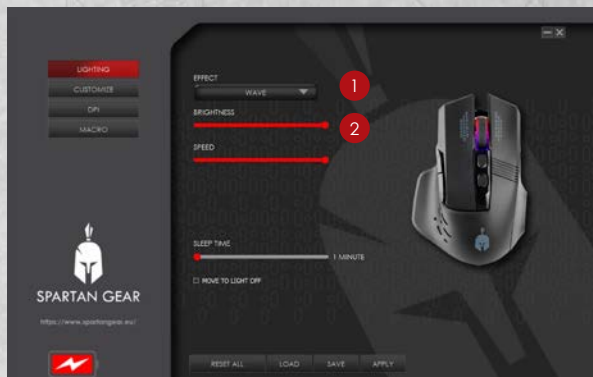 LIGHTING
CUSTOMIZE
DPI
MACRO
EFFECT
WAVE
1
BRIGHTNESS
2
SPEED
SLEEP TIME
1 MINUTE
MOVE TO LIGHT OFF
SPARTAN GEAR
https://www.spartangear.eu/
RESET ALL
LOAD
SAVE
APPLY